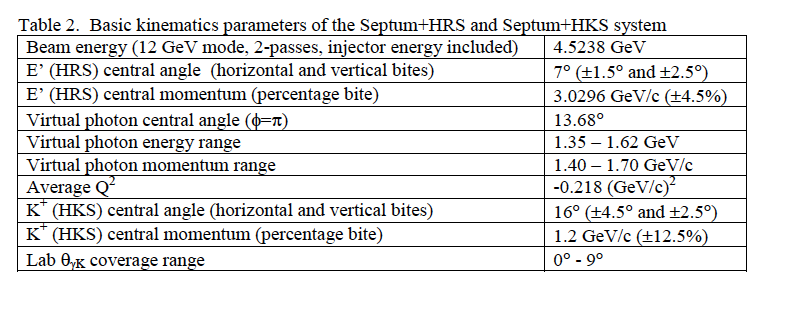 Table 2.  Basic kinematics parameters of the Septum+HRS and Septum+HKS system
Beam energy (12 GeV mode, 2-passes, injector energy included) 4.5238 GeV
E’ (HRS) central angle  (horizontal and vertical bites) 7° (±1.5° and ±2.5°)
E’ (HRS) central momentum (percentage bite) 3.0296 GeV/c (±4.5%)
Virtual photon central angle (ϕ=π) 13.68°
Virtual photon energy range 1.35 – 1.62 GeV
Virtual photon momentum range 1.40 – 1.70 GeV/c
Average Q² -0.218 (GeV/c)²
K⁺ (HKS) central angle (horizontal and vertical bites) 16° (±4.5° and ±2.5°)
K⁺ (HKS) central momentum (percentage bite) 1.2 GeV/c (±12.5%)
Lab θγK coverage range 0° - 9°